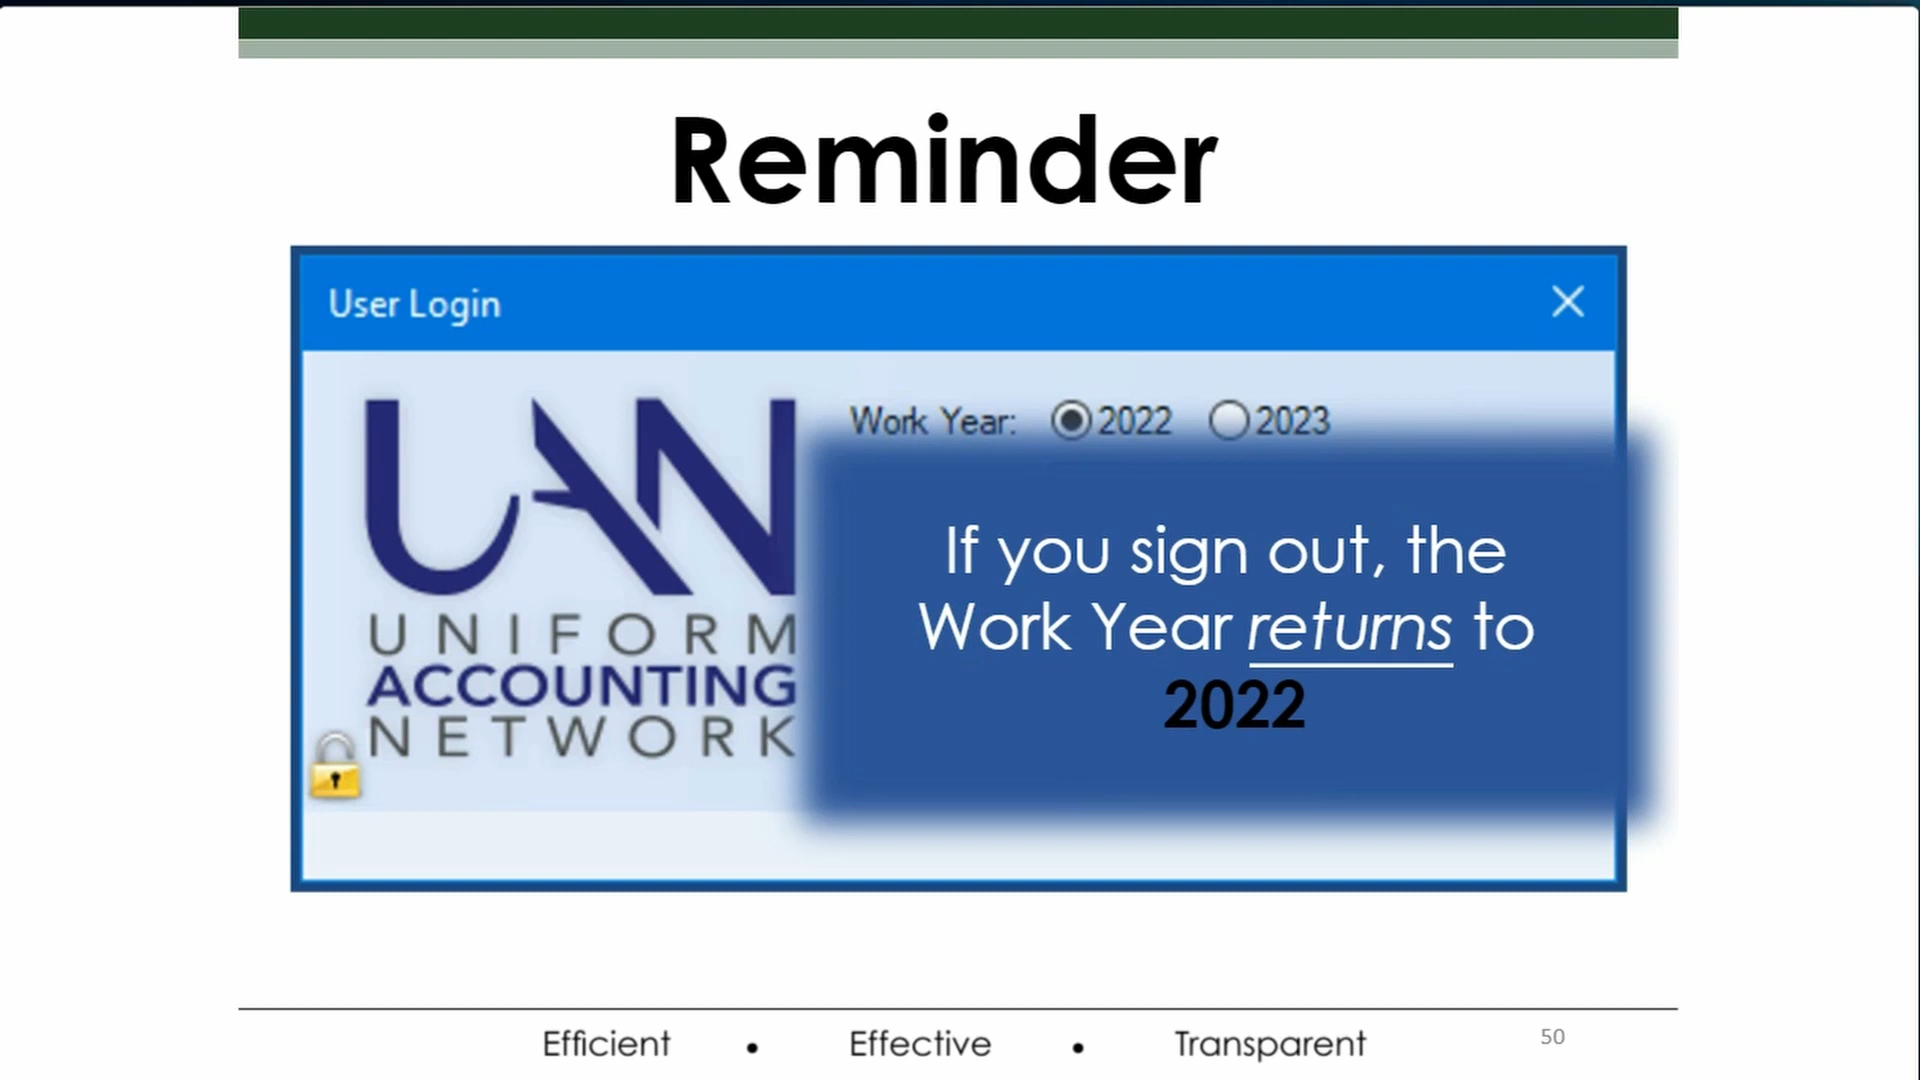 Reminder
User Login
Work Year: 2022 2023
UAN
UNIFORM
ACCOUNTING
NETWORK
If you sign out, the
Work Year returns to
2022
Efficient • Effective • Transparent
50